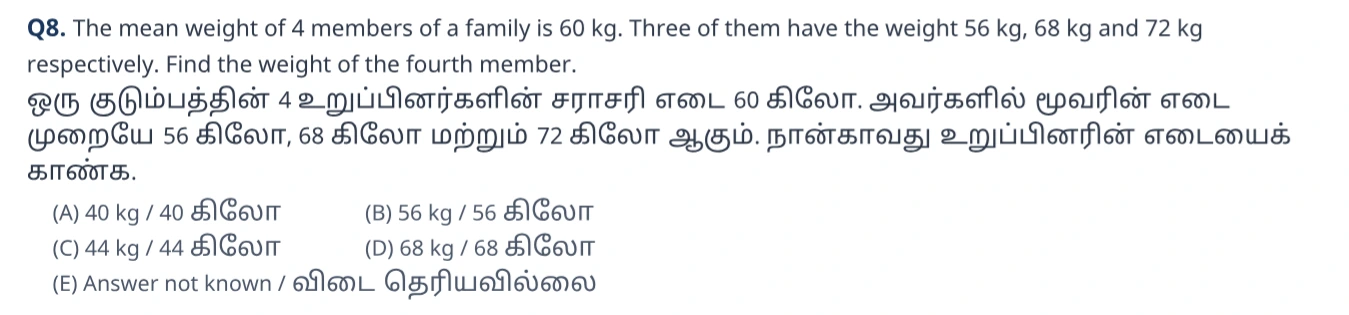 Q8. The mean weight of 4 members of a family is 60 kg. Three of them have the weight 56 kg, 68 kg and 72 kg
respectively. Find the weight of the fourth member.
ஒரு குடும்பத்தின் 4 உறுப்பினர்களின் சராசரி எடை 60 கிலோ. அவர்களில் மூவரின் எடை
முறையே 56 கிலோ, 68 கிலோ மற்றும் 72 கிலோ ஆகும். நான்காவது உறுப்பினரின் எடையைக்
காண்க.
(A) 40 kg / 40 கிலோ (B) 56 kg / 56 கிலோ
(C) 44 kg / 44 கிலோ (D) 68 kg / 68 கிலோ
(E) Answer not known / விடை தெரியவில்லை